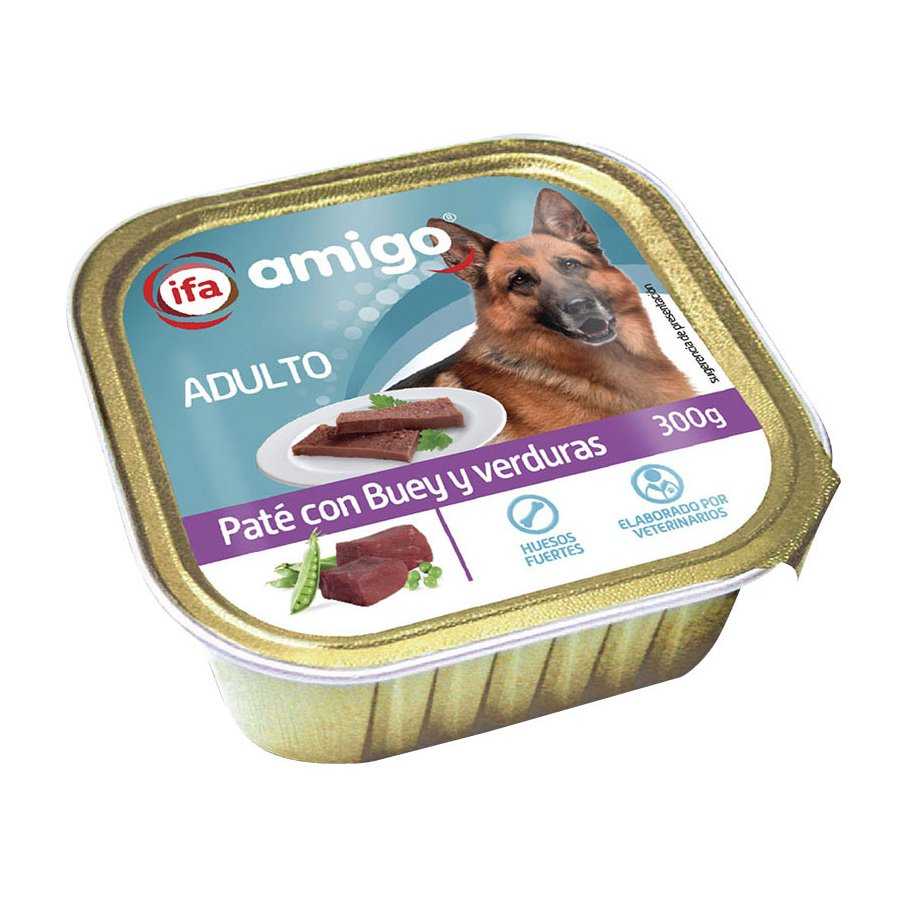 ifa amigo®
ADULTO
sugerencia de presentación
Paté con Buey y verduras 300g
HUESOS
FUERTES
ELABORADO POR
VETERINARIOS